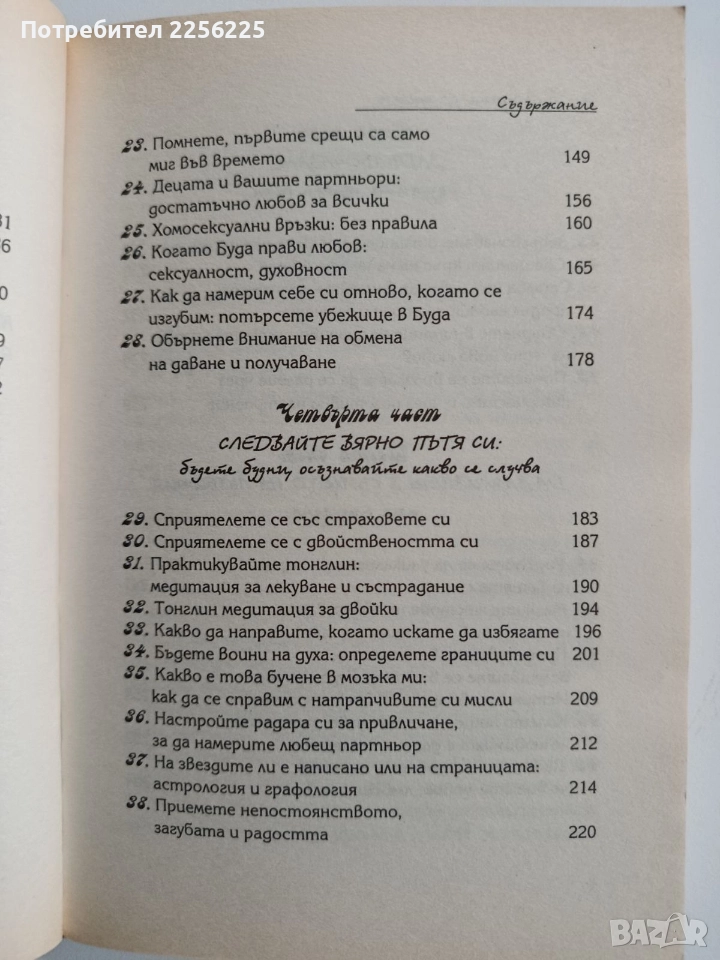 Потребител 2256225
Съдържание
31
0
9
7
2
23. Помнете, първите срещи са само
миг във времето 149
24. Децата и вашите партньори:
достатъчно любов за всички 156
25. Хомосексуални връзки: без правила 160
26. Когато Буда прави любов:
сексуалност, духовност 165
27. Как да намерим себе си отново, когато се
изгубим: потърсете убежище в Буда 174
28. Обърнете внимание на обмена
на даване и получаване 178
Четвърта част
СЛЕДВАЙТЕ ВЯРНО ПЪТЯ СИ:
бъдете будни, осъзнавайте какво се случва
29. Сприятелете се със страховете си 183
30. Сприятелете се с двойствеността си 187
31. Практикувайте тонглин:
медитация за лекуване и състрадание 190
32. Тонглин медитация за двойки 194
33. Какво да направите, когато искате да избягате 196
34. Бъдете воини на духа: определете границите си 201
35. Какво е това бучене в мозъка ми:
как да се справим с натрапчивите си мисли 209
36. Настройте радара си за привличане,
за да намерите любещ партньор 212
37. На звездите ли е написано или на страницата:
астрология и графология 214
38. Приемете непостоянството,
загубата и радостта 220
BAZAR